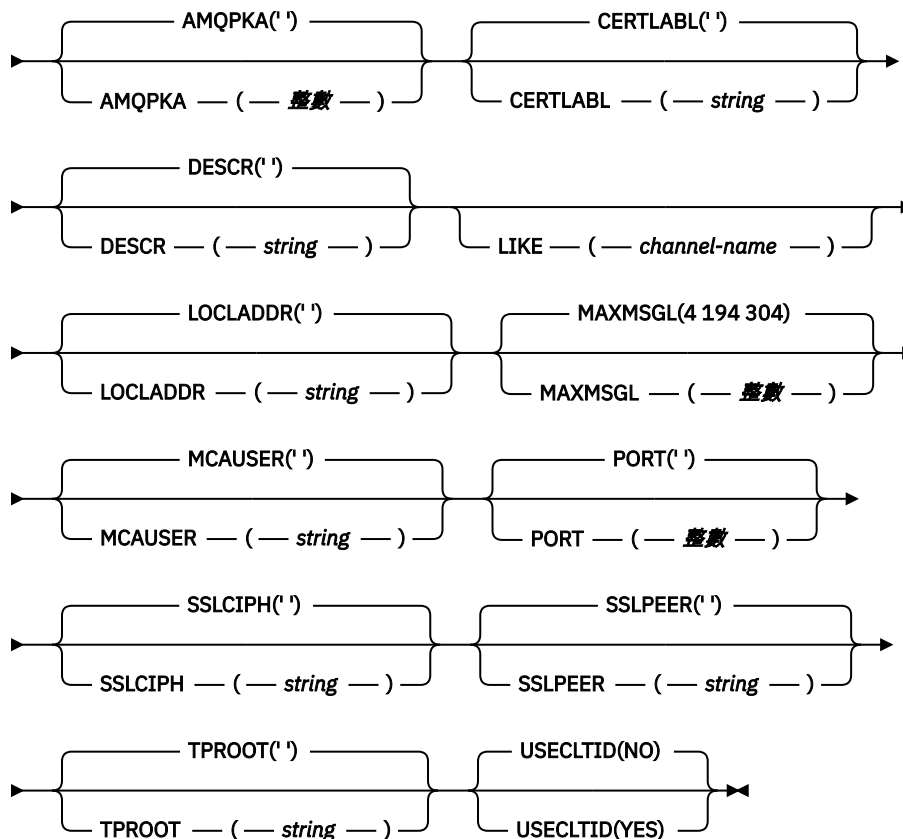 AMQPKA(' ') CERTLABL(' ')
AMQPKA ( 整數 ) CERTLABL ( string )
DESCR(' ')
DESCR ( string ) LIKE ( channel-name )
LOCLADDR(' ') MAXMSGL(4 194 304)
LOCLADDR ( string ) MAXMSGL ( 整數 )
MCAUSER(' ') PORT(' ')
MCAUSER ( string ) PORT ( 整數 )
SSLCIPH(' ') SSLPEER(' ')
SSLCIPH ( string ) SSLPEER ( string )
TPROOT(' ') USECLTID(NO)
TPROOT ( string ) USECLTID(YES)